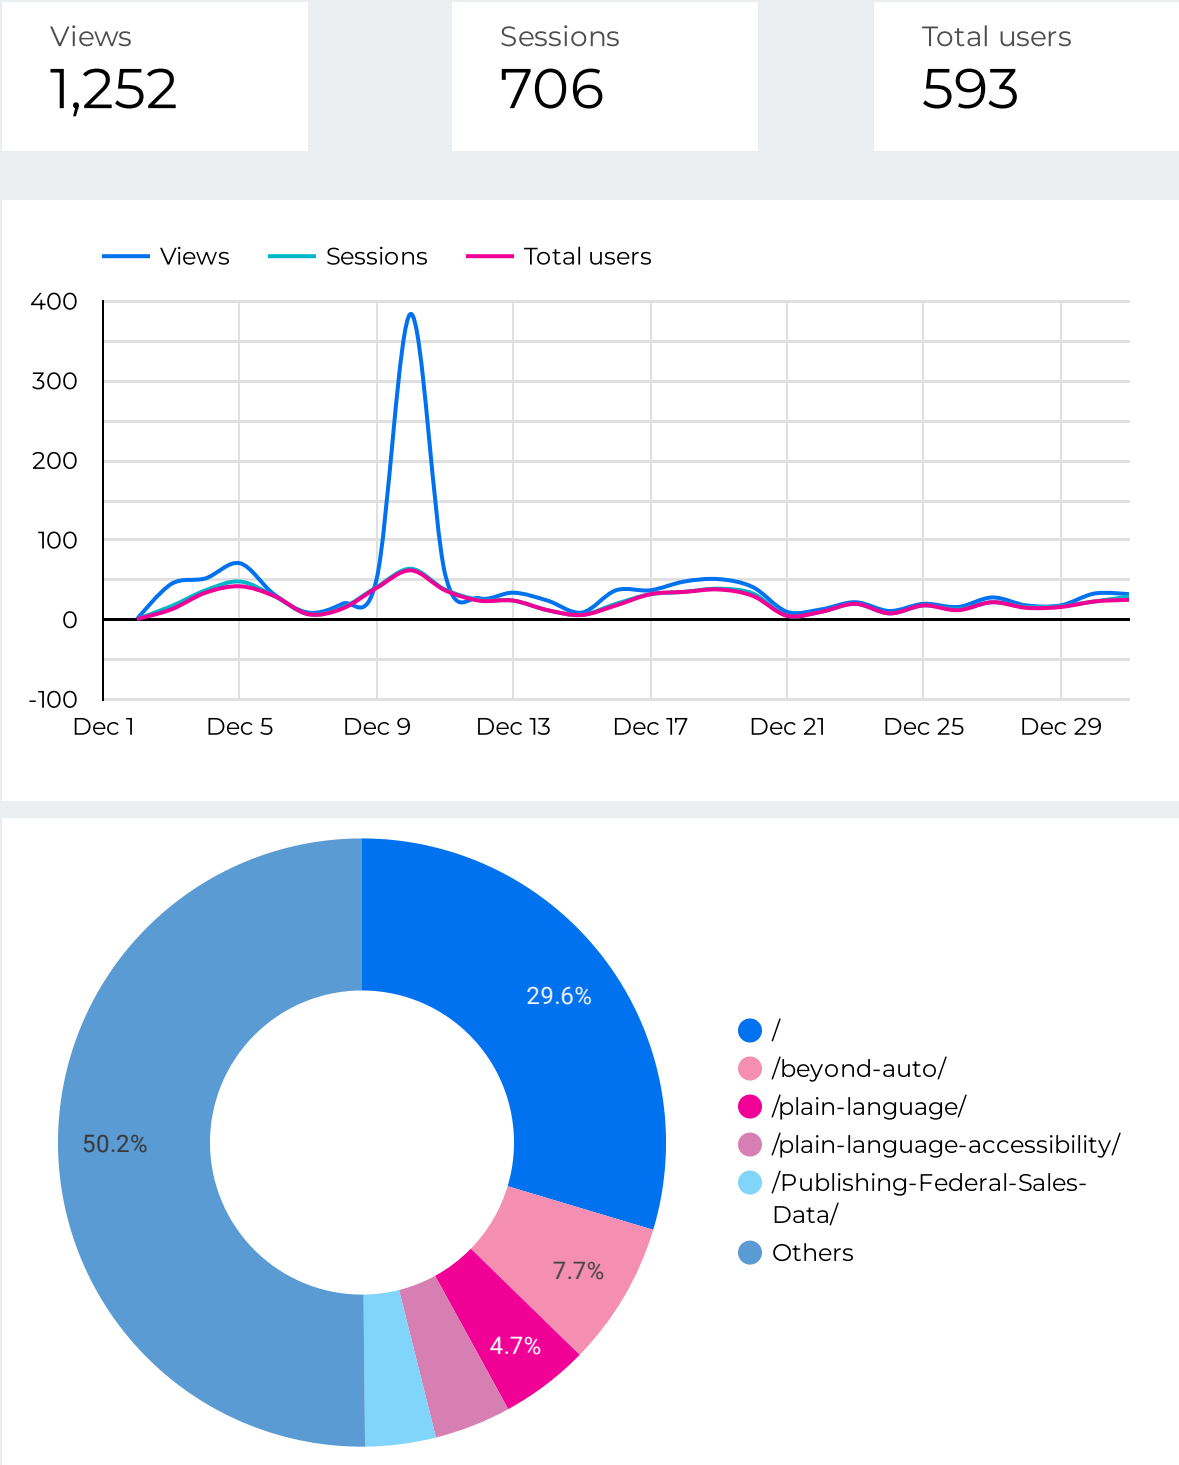 Views
1,252
Sessions
706
Total users
593
Views
Sessions
Total users
400
300
200
100
0
-100
Dec 1
Dec 5
Dec 9
Dec 13
Dec 17
Dec 21
Dec 25
Dec 29
29.6%
50.2%
7.7%
4.7%
/
/beyond-auto/
/plain-language/
/plain-language-accessibility/
/Publishing-Federal-Sales-
Data/
Others